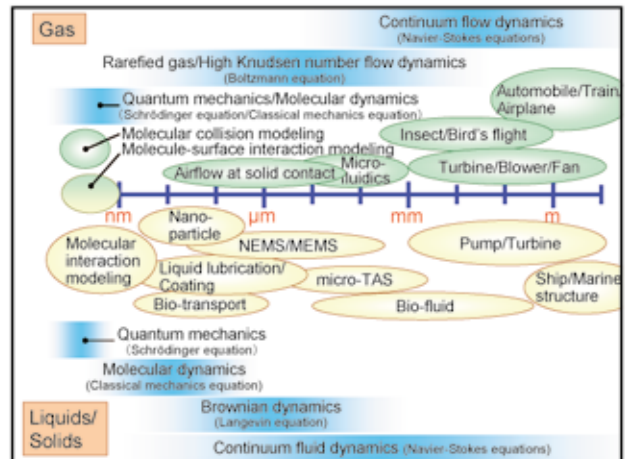 Gas
Continuum flow dynamics
(Navier-Stokes equations)
Rarefied gas/High Knudsen number flow dynamics
(Boltzmann equation)
Quantum mechanics/Molecular dynamics
(Schrödinger equation/Classical mechanics equation)
Automobile/Train/
Airplane
Molecular collision modeling
Insect/Bird's flight
Molecule-surface interaction modeling
Airflow at solid contact
Micro-
fluidics
Turbine/Blower/Fan
nm
μm
mm
m
Nano-
particle
NEMS/MEMS
Pump/Turbine
Molecular
interaction
modeling
Liquid lubrication/
Coating
micro-TAS
Ship/Marine
structure
Bio-transport
Bio-fluid
Quantum mechanics
(Schrödinger equation)
Molecular dynamics
(Classical mechanics equation)
Brownian dynamics
(Langevin equation)
Liquids/
Solids
Continuum fluid dynamics (Navier-Stokes equations)